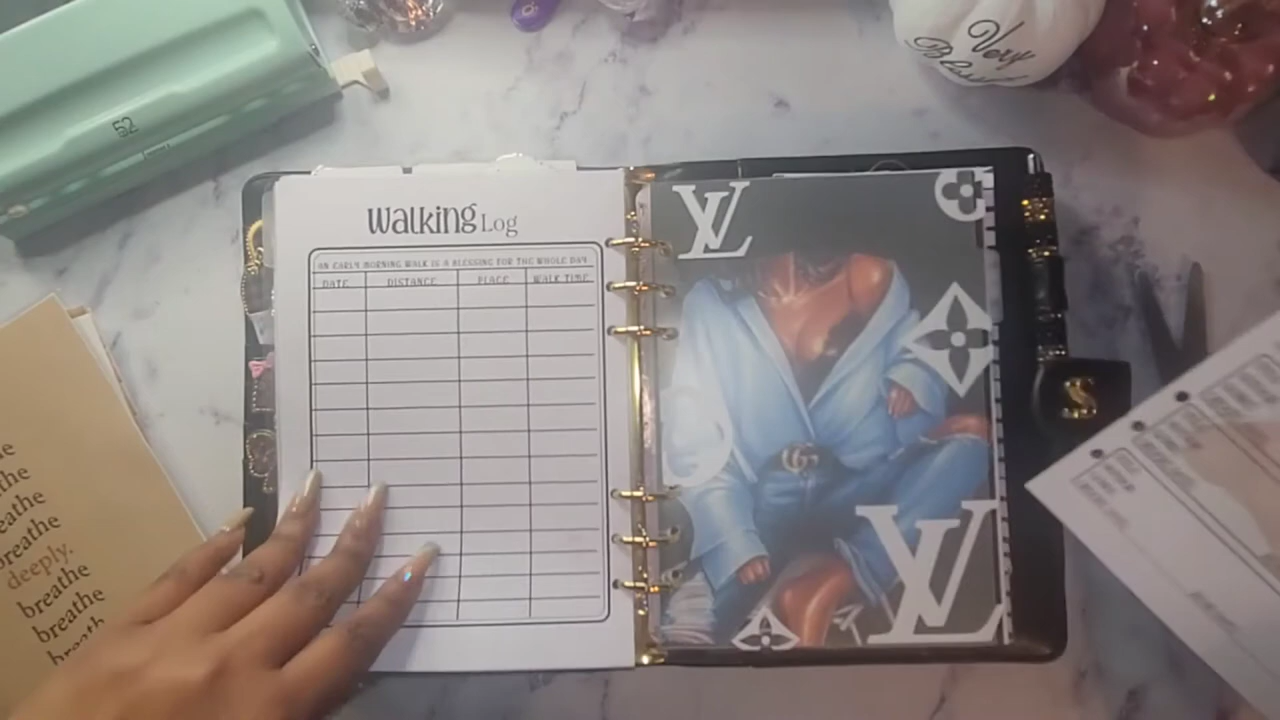 52
Very
Blessed
Walking Log
AN EARLY MORNING WALK IS A BLESSING FOR THE WHOLE DAY
DATE DISTANCE PLACE WALK TIME
LV
LV
S
the
eathe
breathe
deeply.
breathe
breathe